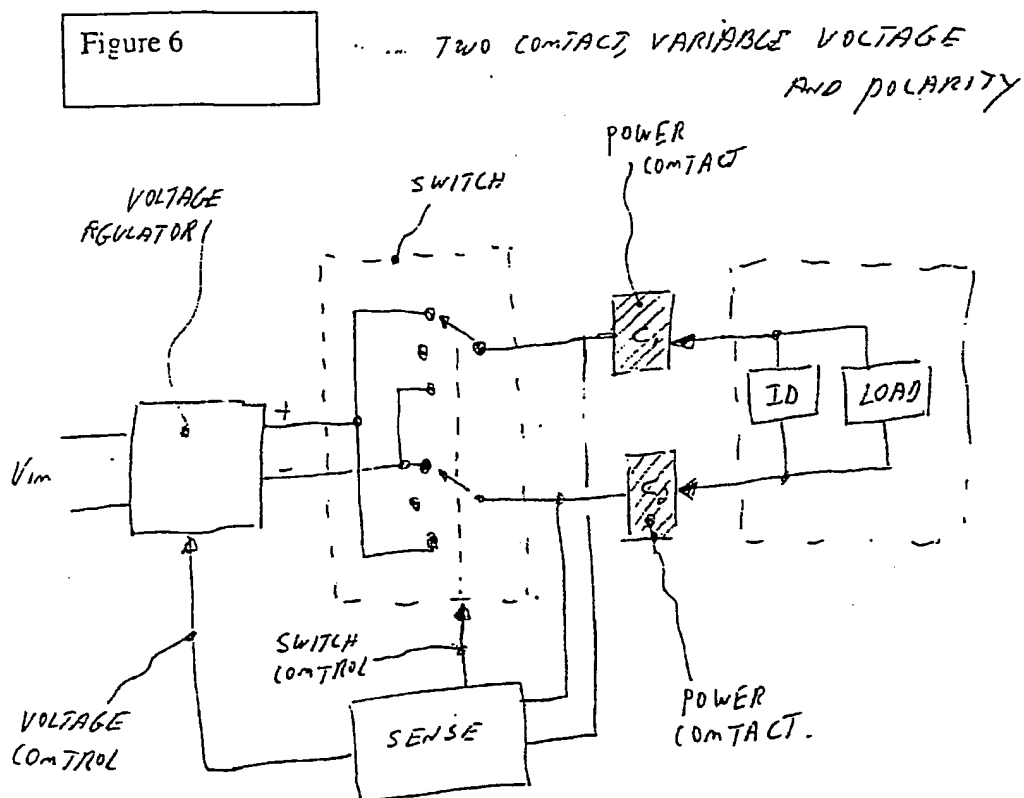 Figure 6
.. ... TWO CONTACT, VARIABLE VOLTAGE
AND POLARITY
POWER
CONTACT
SWITCH
VOLTAGE
RGULATOR
+
-
Vin
ID
LOAD
SWITCH
CONTROL
VOLTAGE
CONTROL
SENSE
POWER
CONTACT.